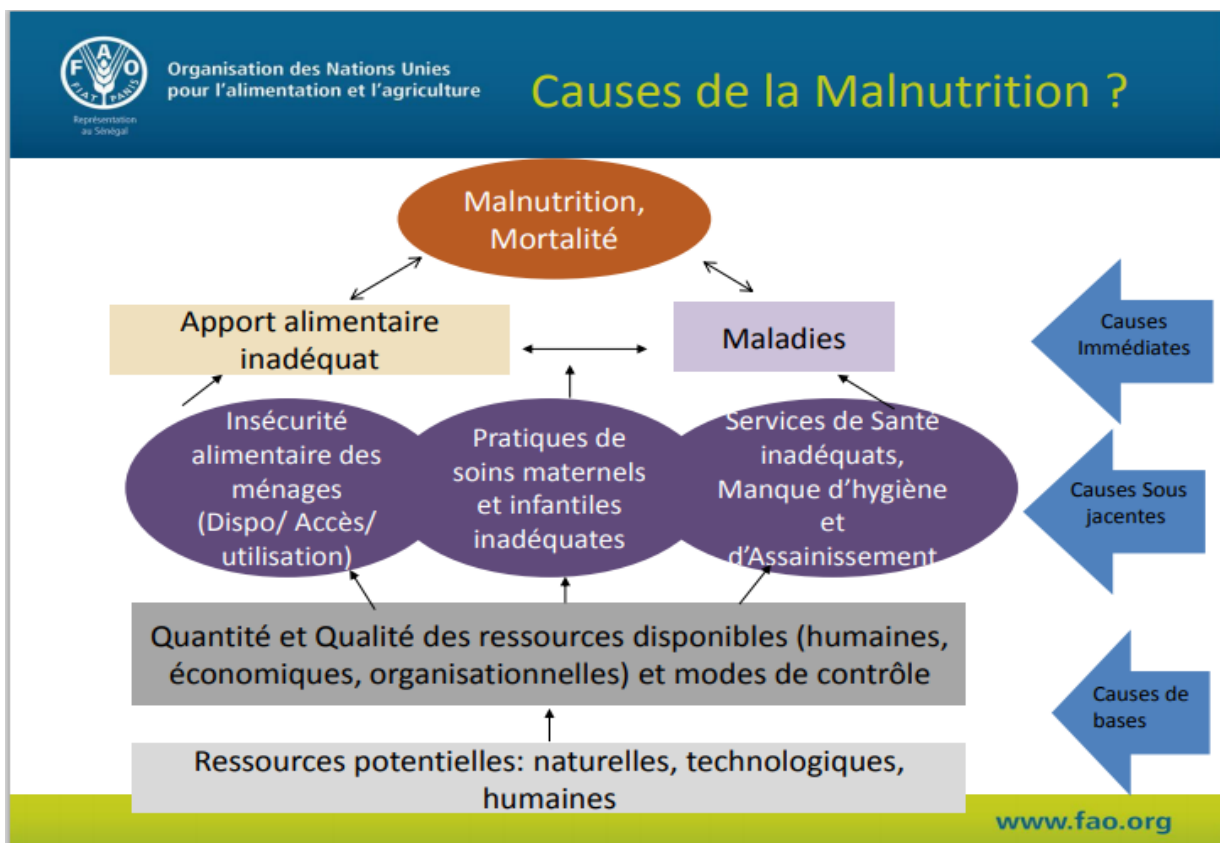 FAO
FIAT PANIS
Représentation
au Sénégal
Organisation des Nations Unies
pour l'alimentation et l'agriculture
Causes de la Malnutrition ?
Malnutrition,
Mortalité
Apport alimentaire
inadéquat
Maladies
Causes
Immédiates
Insécurité
alimentaire des
ménages
(Dispo/ Accès/
utilisation)
Pratiques de
soins maternels
et infantiles
inadéquates
Services de Santé
inadéquats,
Manque d'hygiène
et
d'Assainissement
Causes Sous
jacentes
Quantité et Qualité des ressources disponibles (humaines,
économiques, organisationnelles) et modes de contrôle
Causes de
bases
Ressources potentielles: naturelles, technologiques,
humaines
www.fao.org